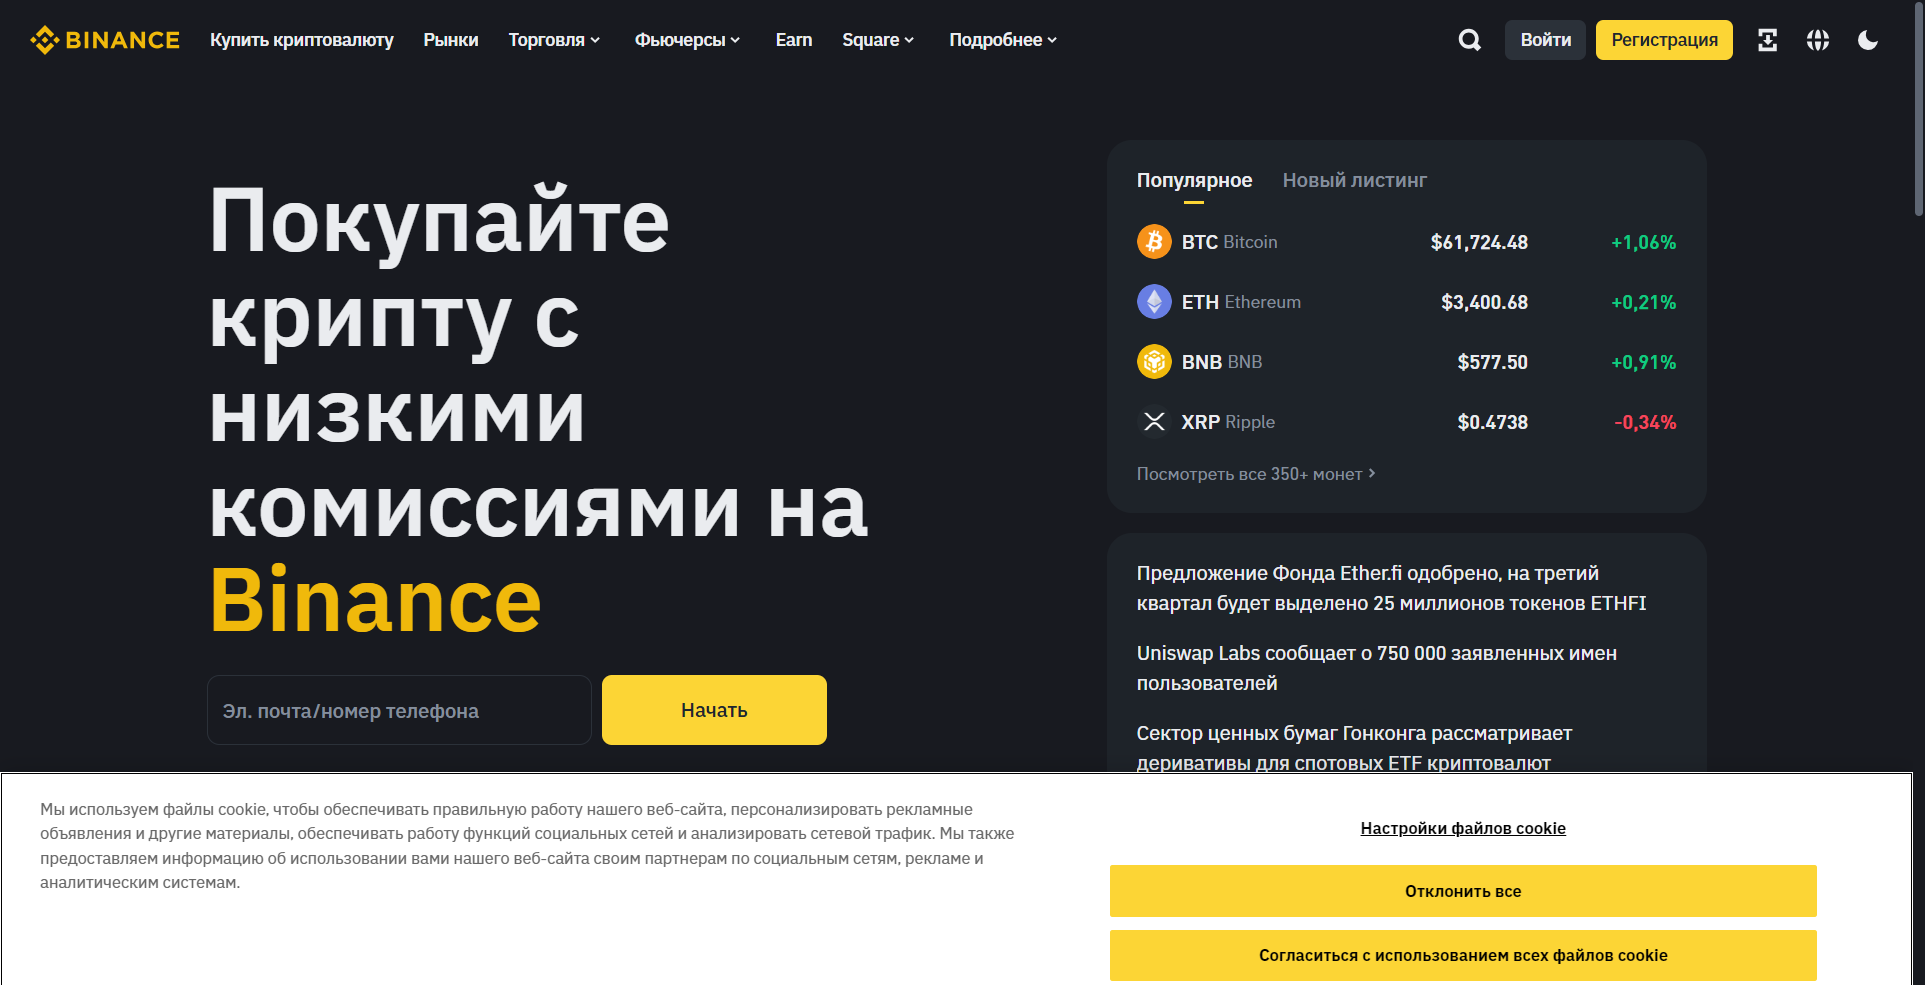 BINANCE
Купить криптовалюту
Рынки
Торговля
Фьючерсы
Earn
Square
Подробнее
Войти
Регистрация
Покупайте
крипту с
низкими
комиссиями на
Binance
Эл. почта/номер телефона
Начать
Популярное
Новый листинг
BTC Bitcoin $61,724.48 +1,06%
ETH Ethereum $3,400.68 +0,21%
BNB BNB $577.50 +0,91%
XRP Ripple $0.4738 -0,34%
Посмотреть все 350+ монет
Предложение Фонда Ether.fi одобрено, на третий
квартал будет выделено 25 миллионов токенов ETHFI
Uniswap Labs сообщает о 750 000 заявленных имен
пользователей
Сектор ценных бумаг Гонконга рассматривает
деривативы для спотовых ETF криптовалют
Мы используем файлы cookie, чтобы обеспечивать правильную работу нашего веб-сайта, персонализировать рекламные
объявления и другие материалы, обеспечивать работу функций социальных сетей и анализировать сетевой трафик. Мы также
предоставляем информацию об использовании вами нашего веб-сайта своим партнерам по социальным сетям, рекламе и
аналитическим системам.
Настройки файлов cookie
Отклонить все
Согласиться с использованием всех файлов cookie